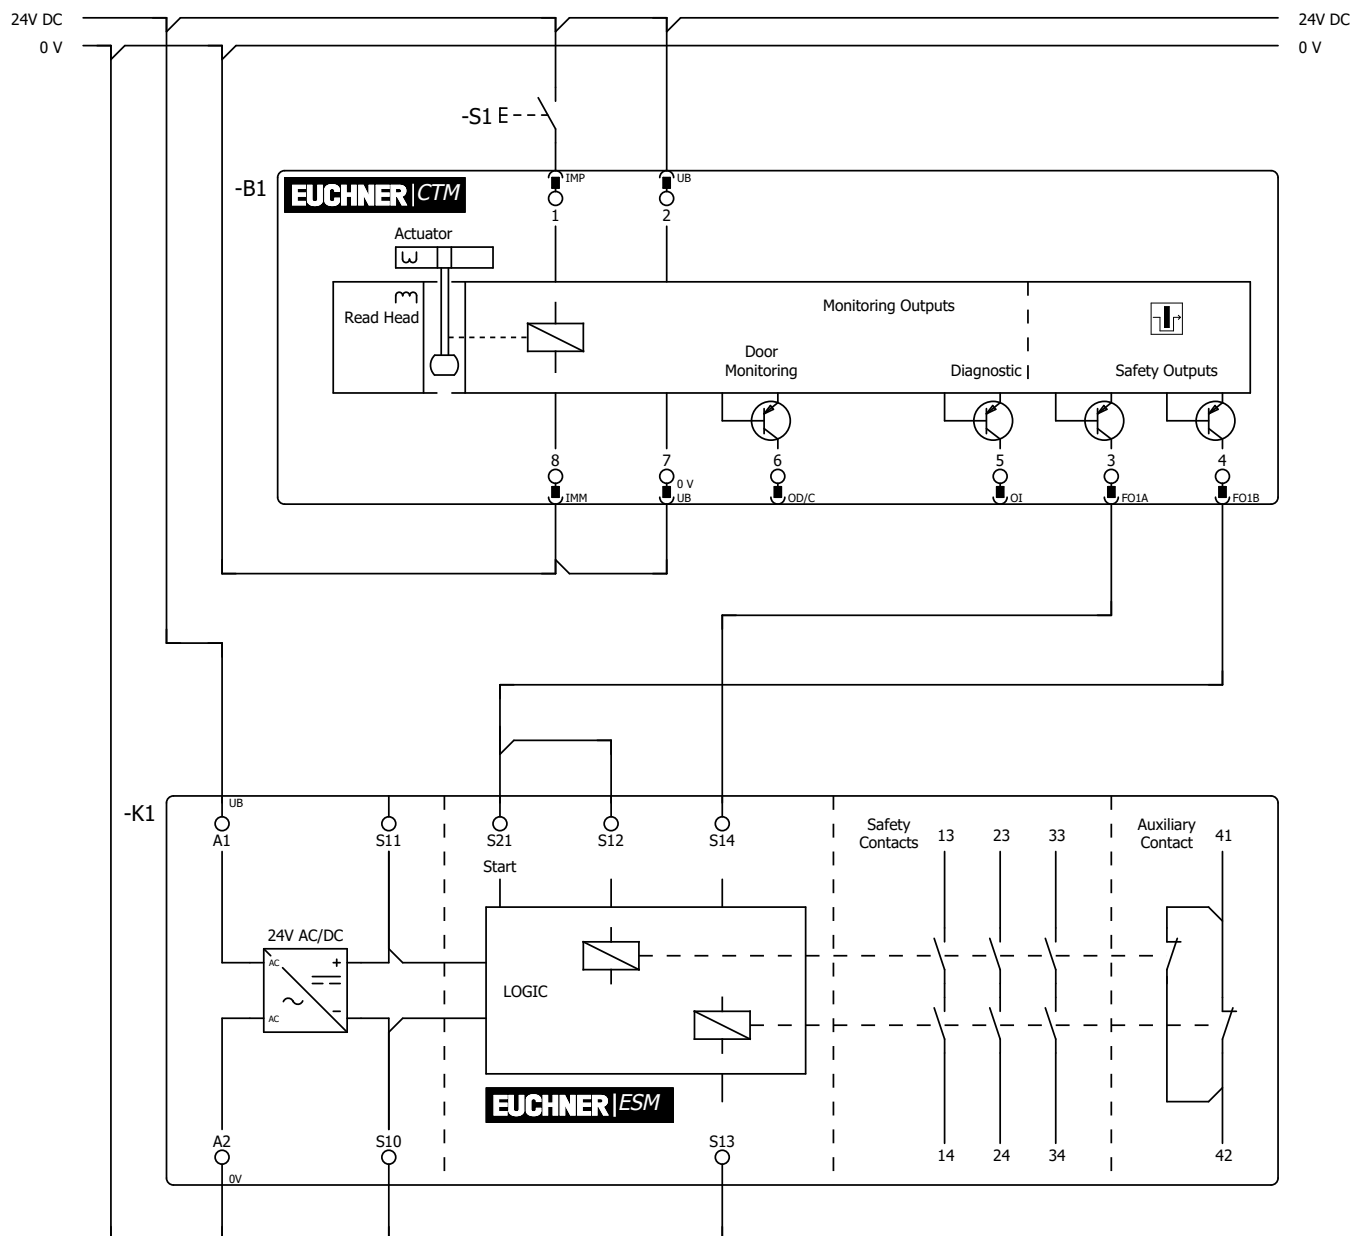 24V DC 24V DC
0 V 0 V
-S1
-B1 EUCHNER CTM IMP UB
1 2
Actuator
Read Head
Monitoring Outputs
Door
Monitoring Diagnostic Safety Outputs
8 7 6 5 3 4
0 V
IMM UB OD/C OI FO1A FO1B
-K1 UB
A1 S11 S21 S12 S14
Start
Safety
Contacts 13 23 33
Auxiliary
Contact 41
24V AC/DC
AC +
LOGIC
AC -
EUCHNER ESM
A2 S10 S13
14 24 34 42
0V